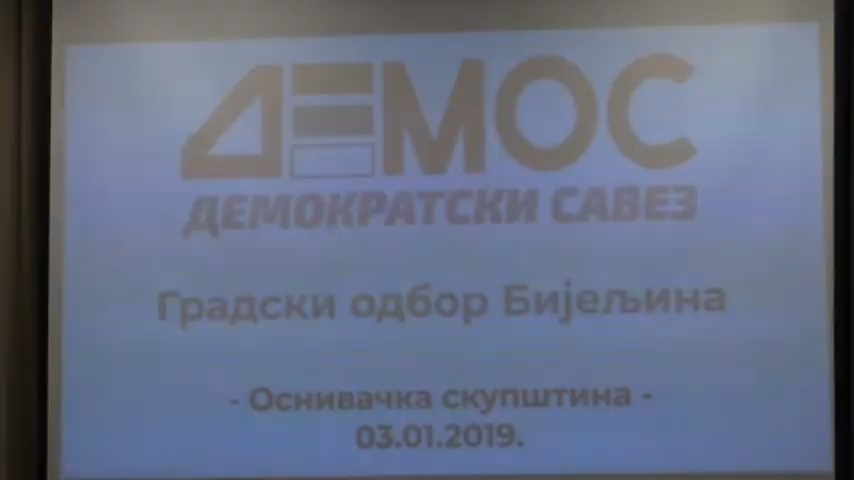 ДЕМОС
ДЕМОКРАТСКИ САВЕЗ
Градски одбор Бијељина
- Оснивачка скупштина -
03.01.2019.